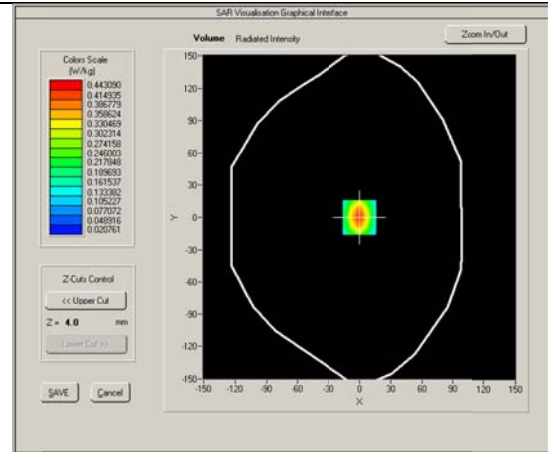 SAR Visualisation Graphical Interface
Volume Radiated Intensity
Zoom In/Out
Colors Scale
(W/kg)
0.443090
0.414935
0.386779
0.358624
0.330469
0.302314
0.274158
0.246003
0.217848
0.189693
0.161537
0.133382
0.105227
0.077072
0.048916
0.020761
Z-Cuts Control
<< Upper Cut
Z = 4.0 mm
Lower Cut >>
SAVE Cancel
150-
120-
90-
60-
30-
0-
-30-
-60-
-90-
-120-
-150-
Y
-150 -120 -90 -60 -30 0 30 60 90 120 150
X